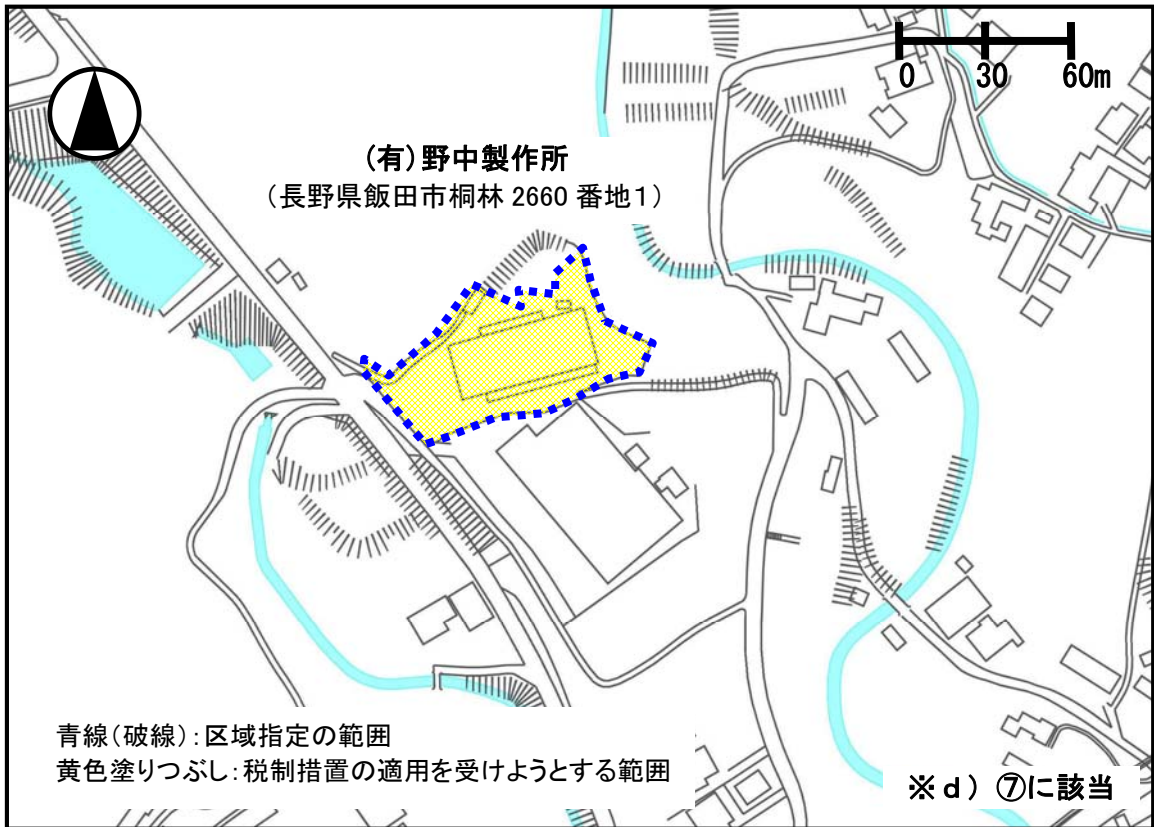 0 30 60m
(有)野中製作所
(長野県飯田市桐林 2660 番地1)
青線(破線):区域指定の範囲
黄色塗りつぶし:税制措置の適用を受けようとする範囲
※d) ⑦に該当